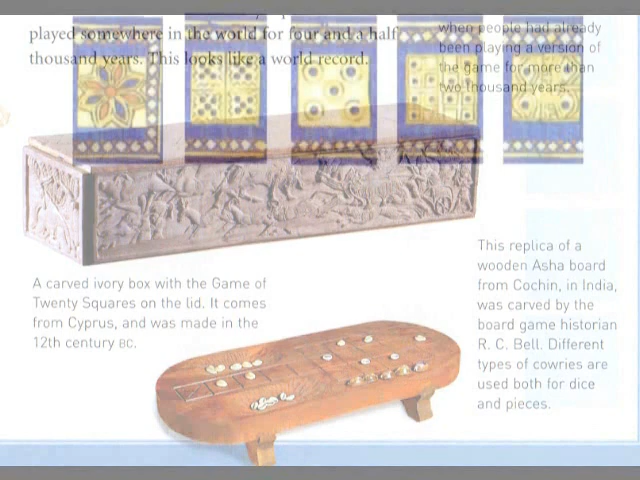 played somewhere in the world for four and a half
thousand years. This looks like a world record.
when people had already
been playing a version of
the game for more than
two thousand years.
A carved ivory box with the Game of
Twenty Squares on the lid. It comes
from Cyprus, and was made in the
12th century BC.
This replica of a
wooden Asha board
from Cochin, in India,
was carved by the
board game historian
R. C. Bell. Different
types of cowries are
used both for dice
and pieces.